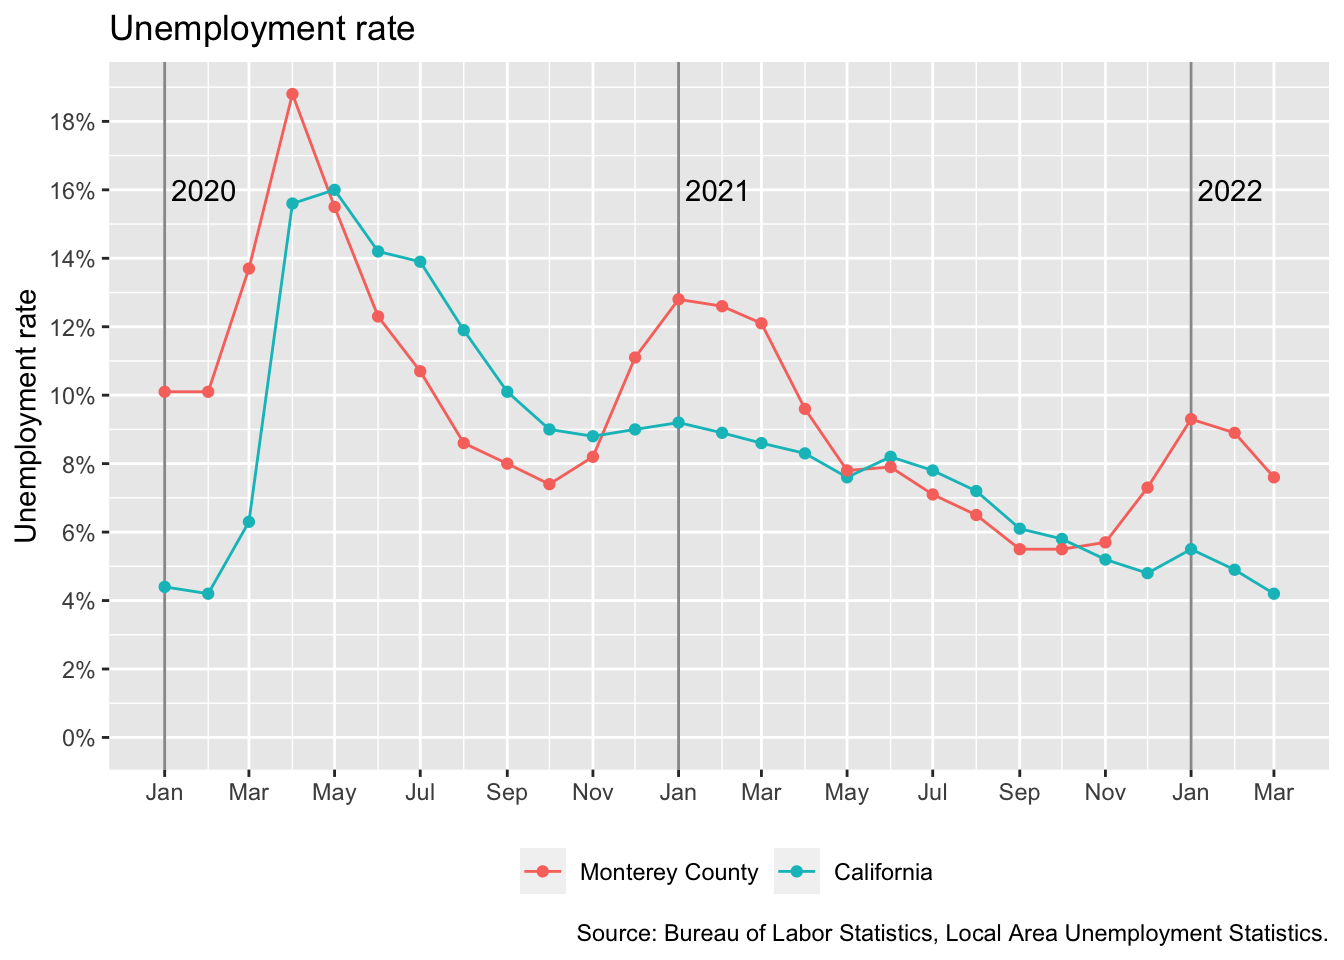 Unemployment rate
Unemployment rate
18%
16%
14%
12%
10%
8%
6%
4%
2%
0%
2020 2021 2022
Jan Mar May Jul Sep Nov Jan Mar May Jul Sep Nov Jan Mar
Monterey County California
Source: Bureau of Labor Statistics, Local Area Unemployment Statistics.